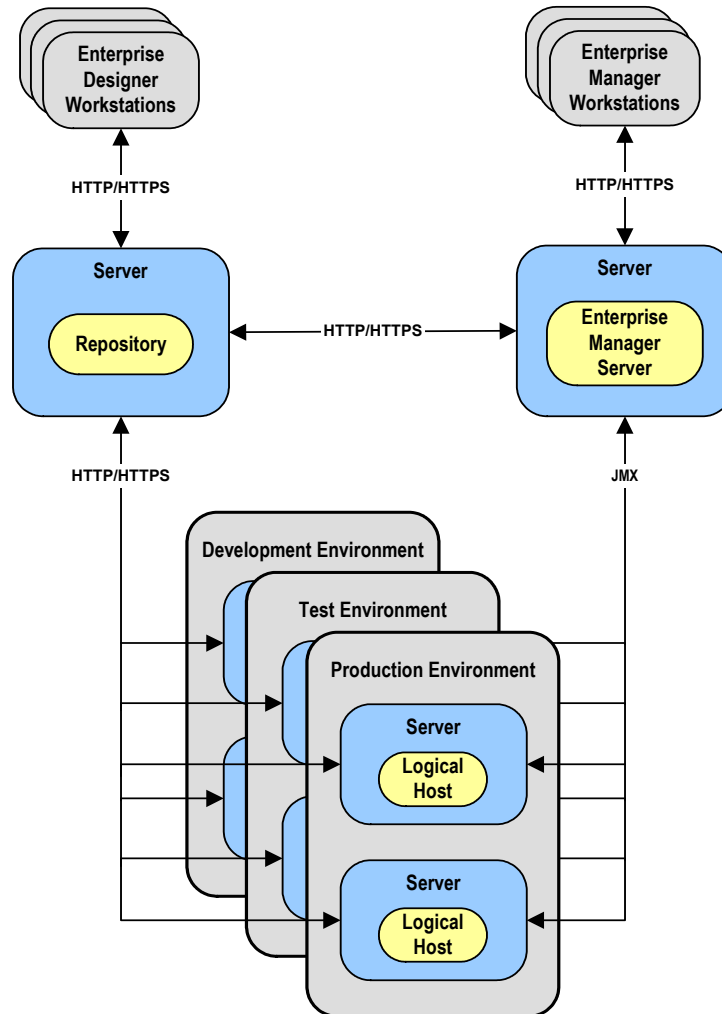 Enterprise
Designer
Workstations
Enterprise
Manager
Workstations
HTTP/HTTPS
HTTP/HTTPS
Server
Repository
HTTP/HTTPS
Server
Enterprise
Manager
Server
HTTP/HTTPS
JMX
Development Environment
Test Environment
Production Environment
Server
Logical
Host
Server
Logical
Host